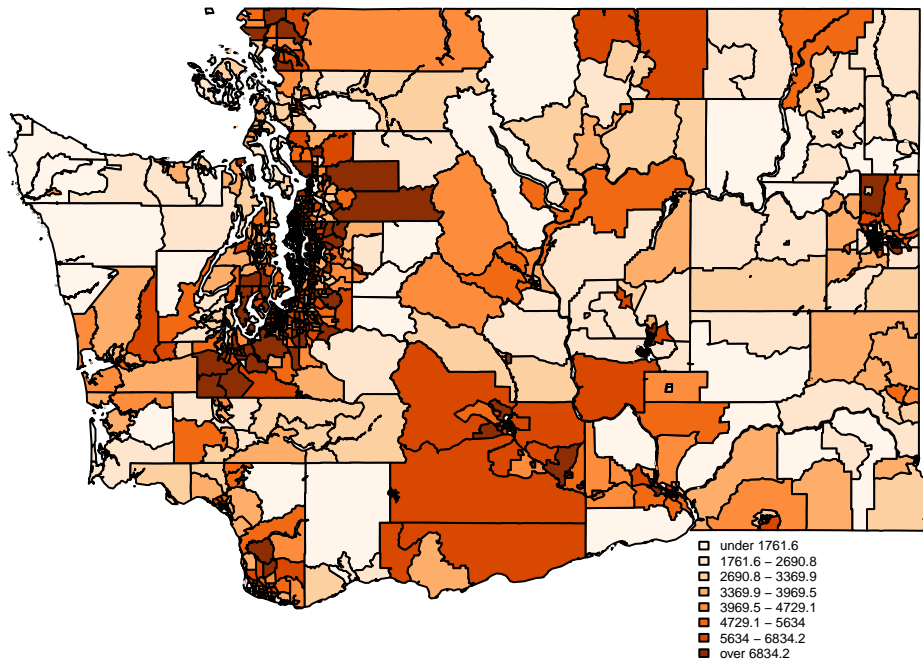 under 1761.6
1761.6 – 2690.8
2690.8 – 3369.9
3369.9 – 3969.5
3969.5 – 4729.1
4729.1 – 5634
5634 – 6834.2
over 6834.2